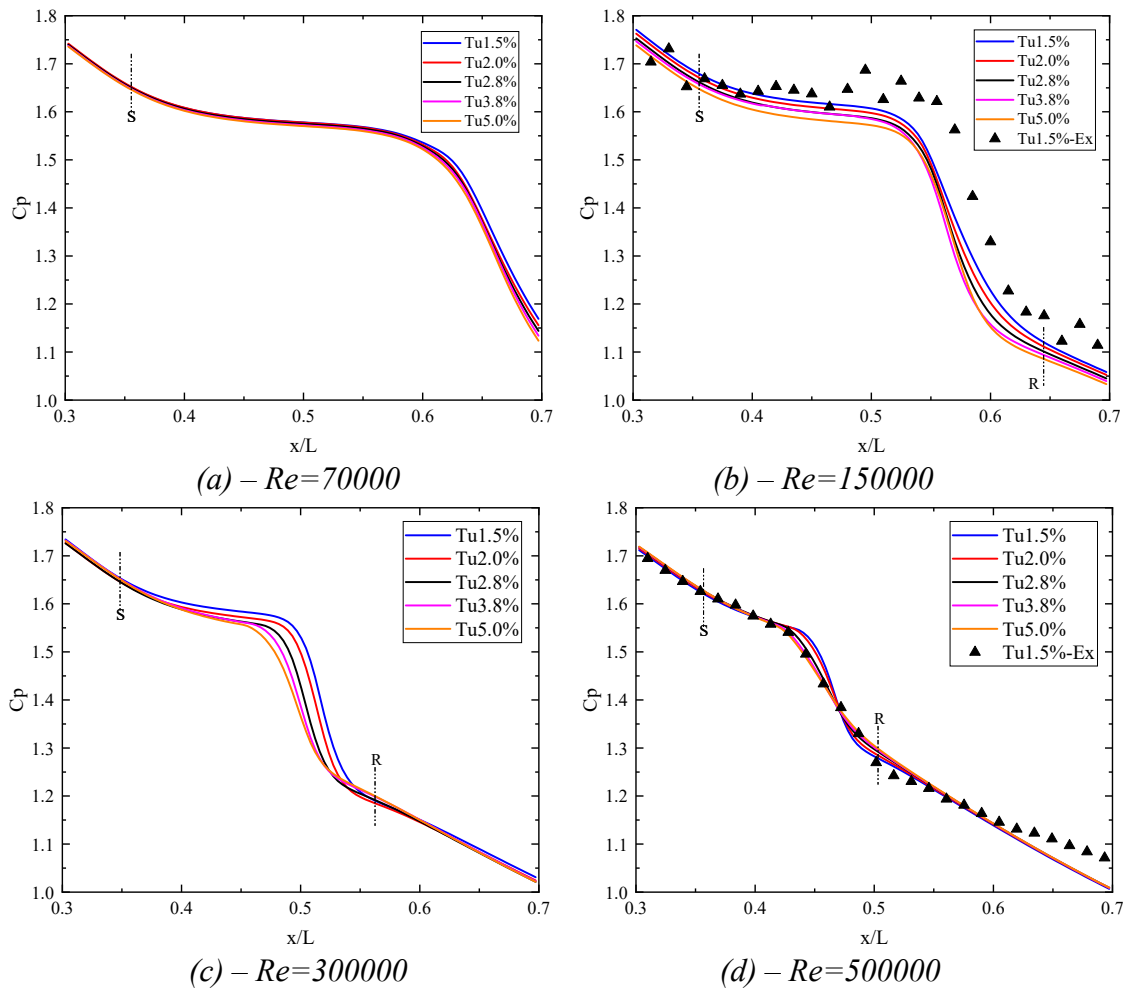 1.8
1.7
1.6
1.5
1.4
1.3
1.2
1.1
1.0
Cp
0.3 0.4 0.5 0.6 0.7
x/L
S
Tu1.5%
Tu2.0%
Tu2.8%
Tu3.8%
Tu5.0%
(a) – Re=70000
1.8
1.7
1.6
1.5
1.4
1.3
1.2
1.1
1.0
Cp
0.3 0.4 0.5 0.6 0.7
x/L
S
R
Tu1.5%
Tu2.0%
Tu2.8%
Tu3.8%
Tu5.0%
Tu1.5%-Ex
(b) – Re=150000
1.8
1.7
1.6
1.5
1.4
1.3
1.2
1.1
1.0
Cp
0.3 0.4 0.5 0.6 0.7
x/L
S
R
Tu1.5%
Tu2.0%
Tu2.8%
Tu3.8%
Tu5.0%
(c) – Re=300000
1.8
1.7
1.6
1.5
1.4
1.3
1.2
1.1
1.0
Cp
0.3 0.4 0.5 0.6 0.7
x/L
S
R
Tu1.5%
Tu2.0%
Tu2.8%
Tu3.8%
Tu5.0%
Tu1.5%-Ex
(d) – Re=500000